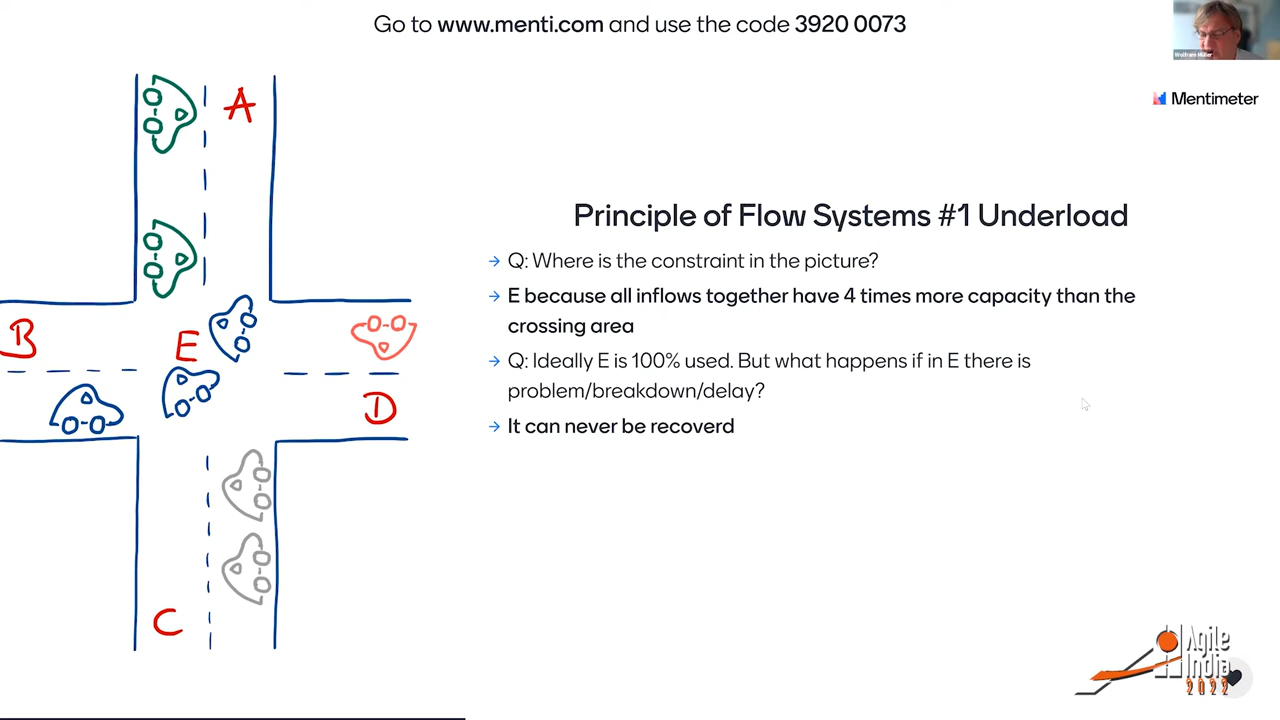 Go to www.menti.com and use the code 3920 0073
Wolfram Müller
Mentimeter
A
Principle of Flow Systems #1 Underload
→ Q: Where is the constraint in the picture?
→ E because all inflows together have 4 times more capacity than the
crossing area
B
E
→ Q: Ideally E is 100% used. But what happens if in E there is
problem/breakdown/delay?
D
→ It can never be recoverd
C
Agile
India
2022